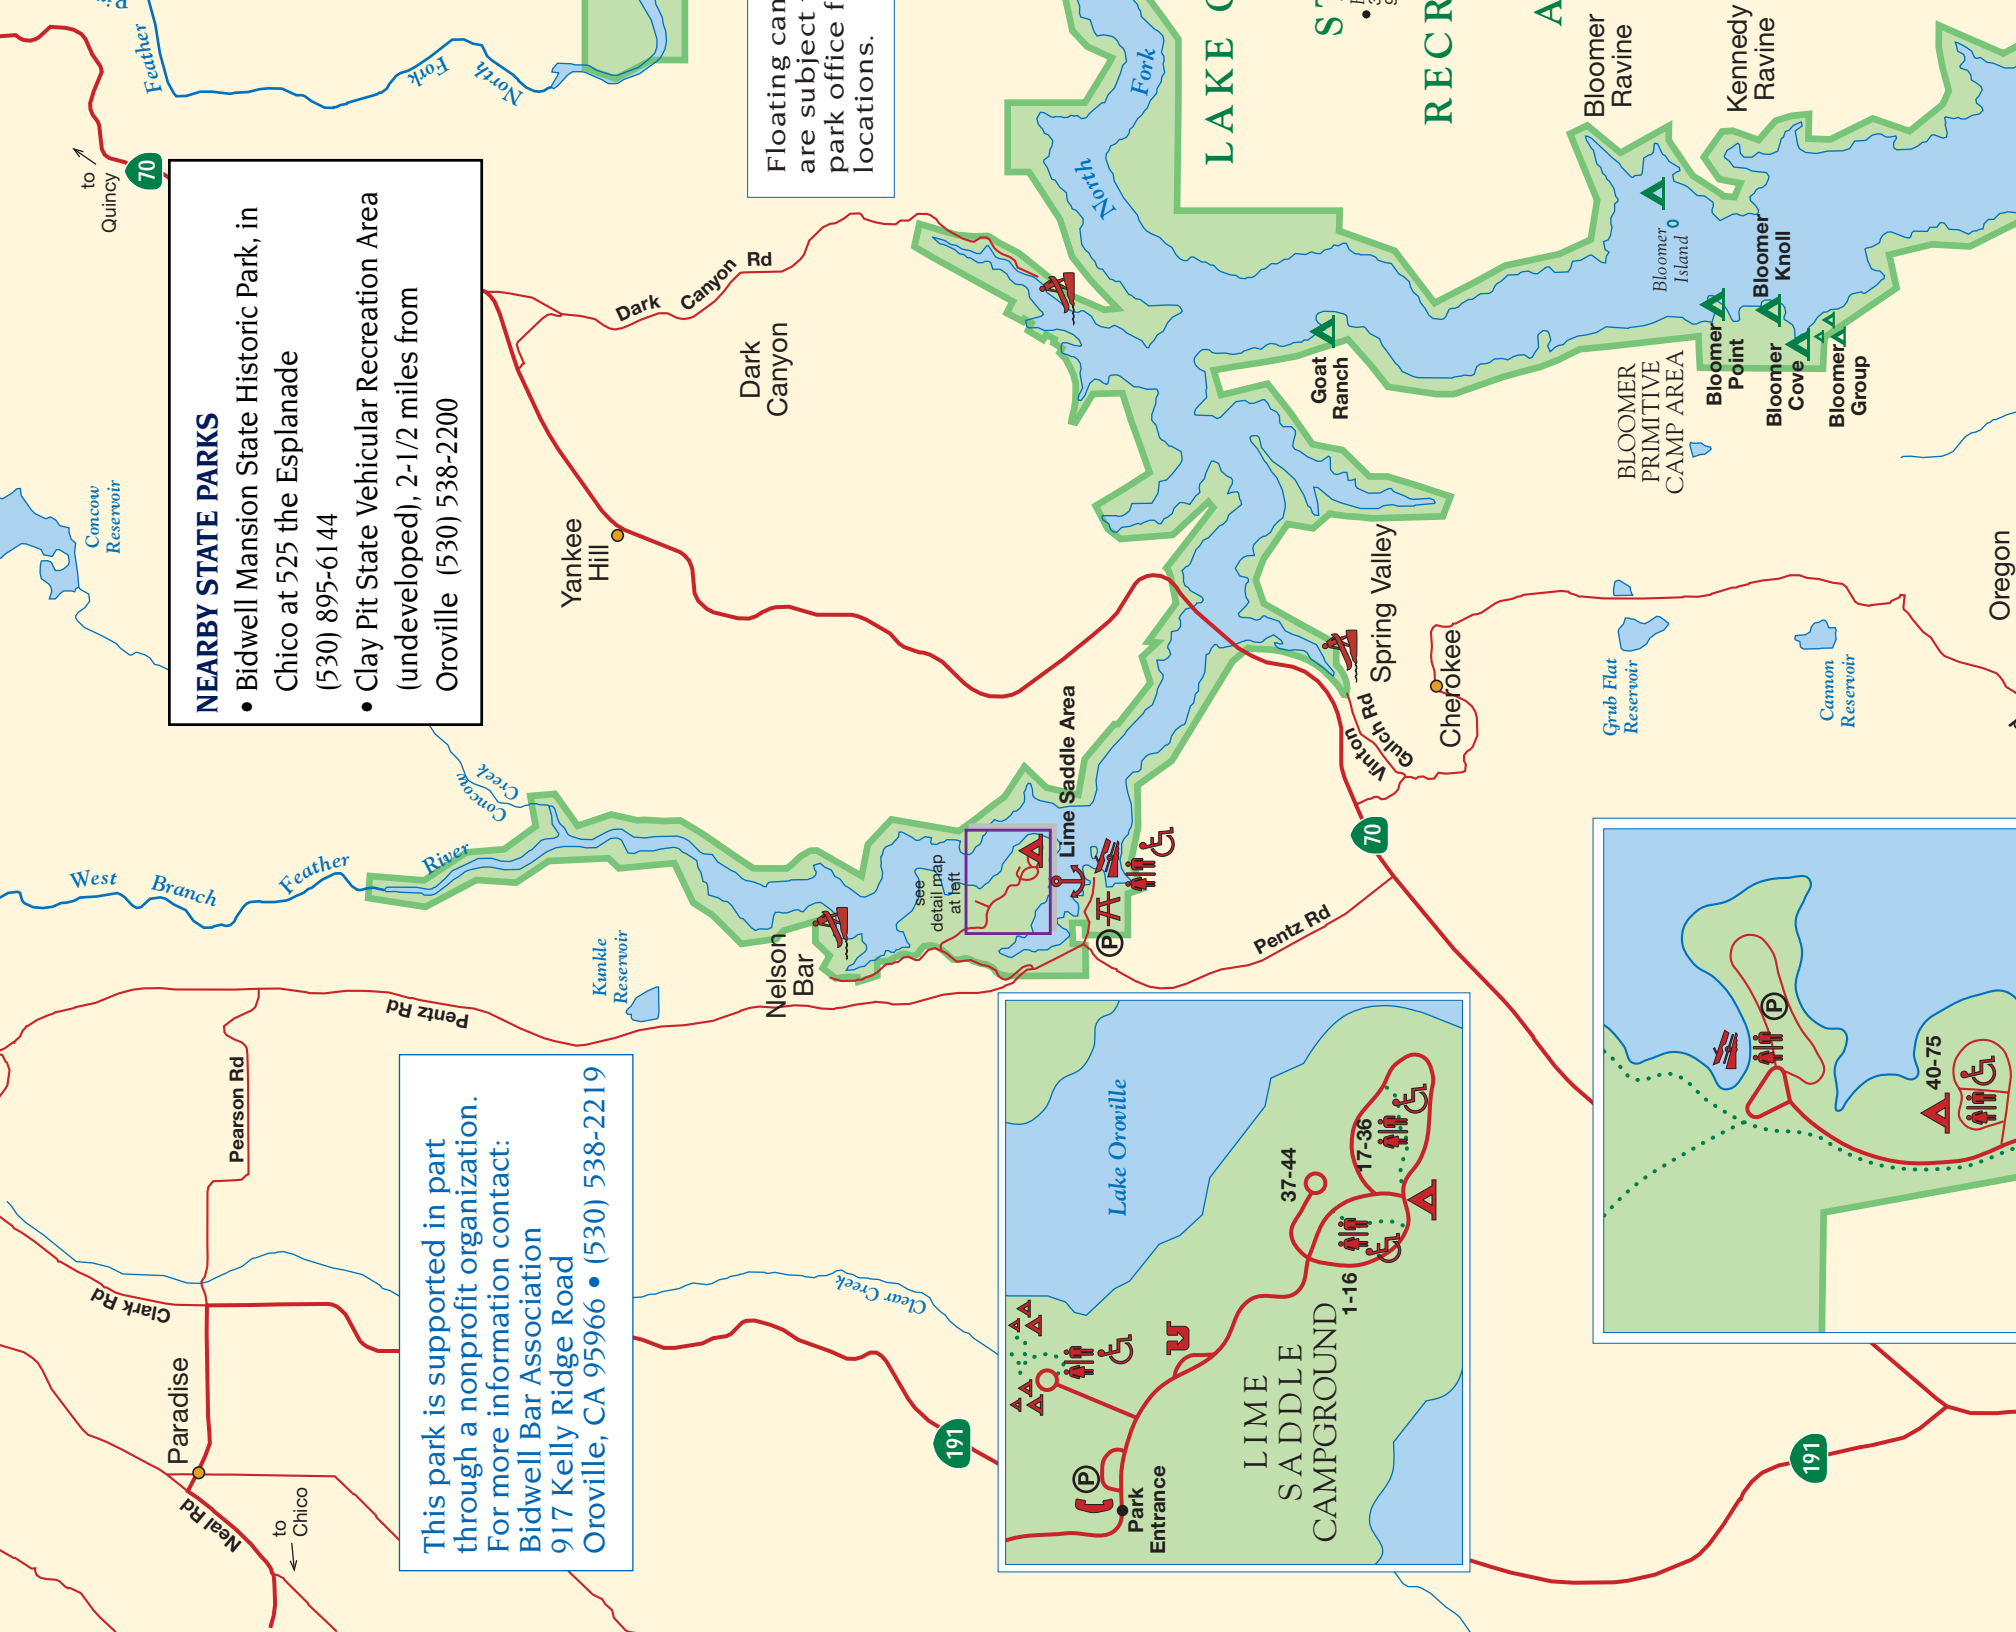 NEARBY STATE PARKS
• Bidwell Mansion State Historic Park, in
Chico at 525 the Esplanade
(530) 895-6144
• Clay Pit State Vehicular Recreation Area
(undeveloped), 2-1/2 miles from
Oroville (530) 538-2200
This park is supported in part
through a nonprofit organization.
For more information contact:
Bidwell Bar Association
917 Kelly Ridge Road
Oroville, CA 95966 • (530) 538-2219
Floating can
are subject
park office f
locations.
to
Quincy
70
Feather
North
Fork
Concow
Reservoir
Yankee
Hill
Dark
Canyon
Dark Canyon Rd
North
Fork
LAKE
RECR
A
Bloomer
Ravine
Kennedy
Ravine
Bloomer
Island
Bloomer
Knoll
Bloomer
Point
Bloomer
Cove
Bloomer
Group
BLOOMER
PRIMITIVE
CAMP AREA
Goat
Ranch
Spring Valley
Cherokee
Vinton
Gulch Rd
Oregon
Grub Flat
Reservoir
Cannon
Reservoir
70
Pentz Rd
Lime Saddle Area
see
detail map
at left
P
Concow
Creek
West Branch Feather River
Nelson
Bar
Kunkle
Reservoir
Pentz Rd
Pearson Rd
Clark Rd
Paradise
Neal Rd
to
Chico
Clear Creek
191
Lake Oroville
37-44
17-36
1-16
LIME
SADDLE
CAMPGROUND
P
Park
Entrance
P
40-75
191